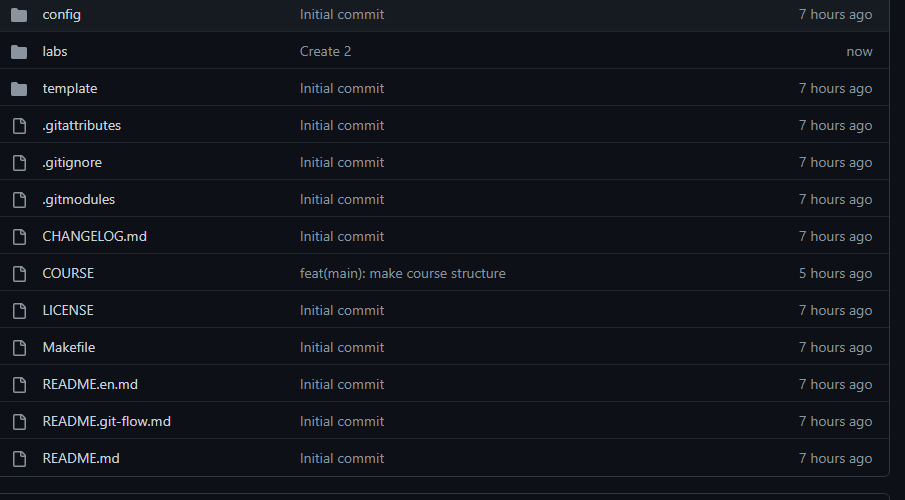 config Initial commit 7 hours ago
labs Create 2 now
template Initial commit 7 hours ago
.gitattributes Initial commit 7 hours ago
.gitignore Initial commit 7 hours ago
.gitmodules Initial commit 7 hours ago
CHANGELOG.md Initial commit 7 hours ago
COURSE feat(main): make course structure 5 hours ago
LICENSE Initial commit 7 hours ago
Makefile Initial commit 7 hours ago
README.en.md Initial commit 7 hours ago
README.git-flow.md Initial commit 7 hours ago
README.md Initial commit 7 hours ago